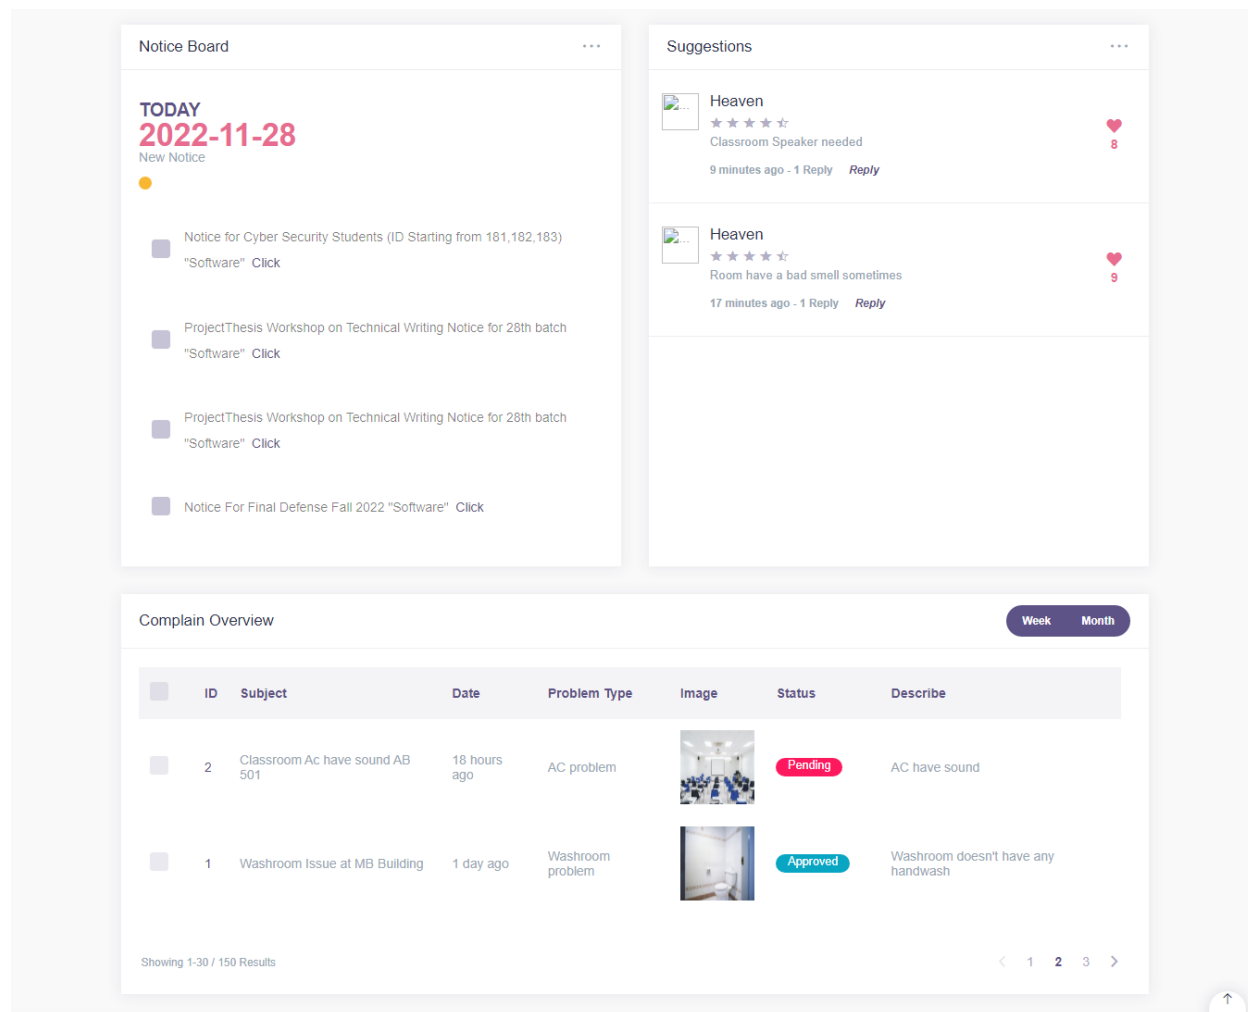 Notice Board
TODAY
2022-11-28
New Notice
Notice for Cyber Security Students (ID Starting from 181,182,183)
"Software" Click
ProjectThesis Workshop on Technical Writing Notice for 28th batch
"Software" Click
ProjectThesis Workshop on Technical Writing Notice for 28th batch
"Software" Click
Notice For Final Defense Fall 2022 "Software" Click
Suggestions
Heaven
Classroom Speaker needed
8
9 minutes ago - 1 Reply Reply
Heaven
Room have a bad smell sometimes
9
17 minutes ago - 1 Reply Reply
Complain Overview
Week Month
ID Subject Date Problem Type Image Status Describe
2 Classroom Ac have sound AB 501 18 hours ago AC problem Pending AC have sound
1 Washroom Issue at MB Building 1 day ago Washroom problem Approved Washroom doesn't have any handwash
Showing 1-30 / 150 Results
1 2 3